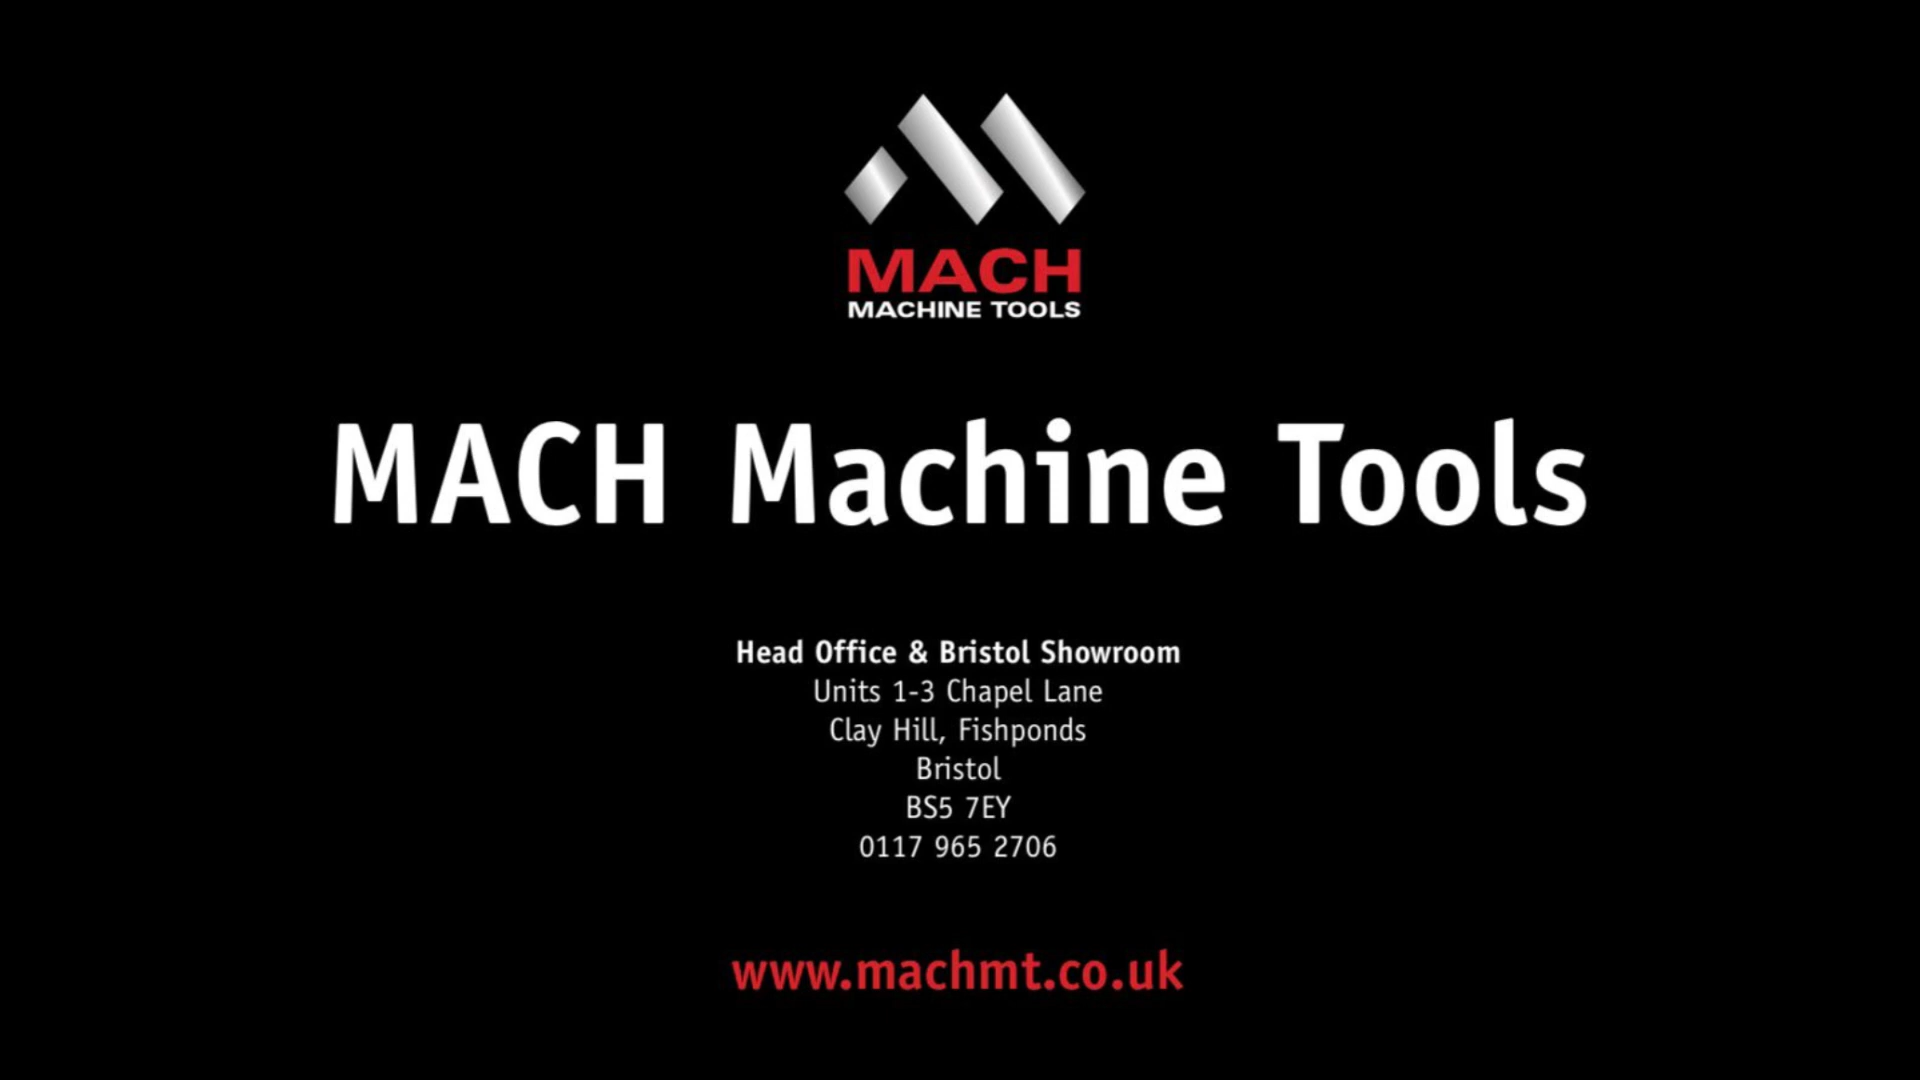 MACH
MACHINE TOOLS
MACH Machine Tools
Head Office & Bristol Showroom
Units 1-3 Chapel Lane
Clay Hill, Fishponds
Bristol
BS5 7EY
0117 965 2706
www.machmt.co.uk